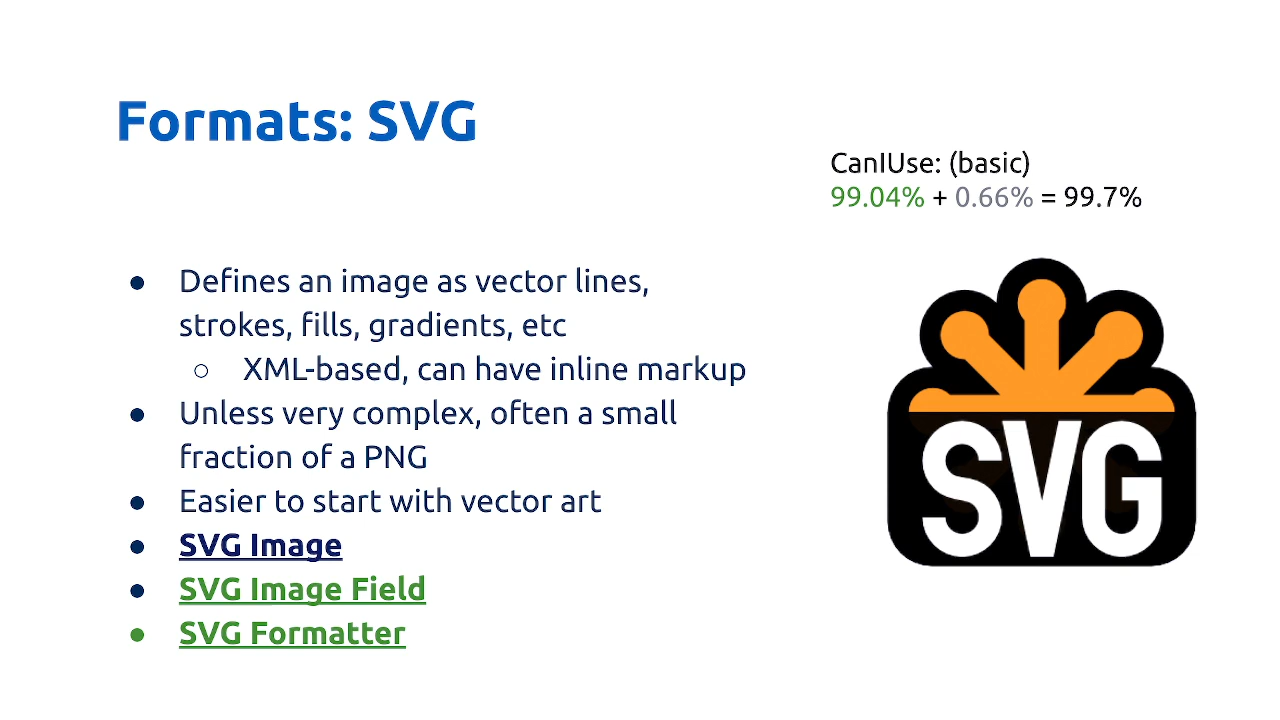 Formats: SVG
CanIUse: (basic)
99.04% + 0.66% = 99.7%
● Defines an image as vector lines,
strokes, fills, gradients, etc
○ XML-based, can have inline markup
● Unless very complex, often a small
fraction of a PNG
● Easier to start with vector art
● SVG Image
● SVG Image Field
● SVG Formatter
SVG